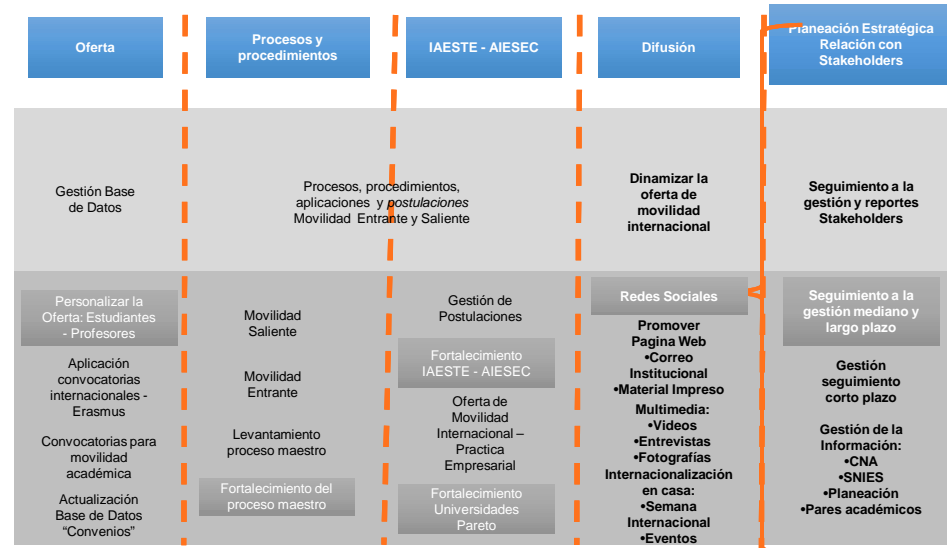 Oferta
Procesos y
procedimientos
IAESTE - AIESEC
Difusión
Planeación Estratégica
Relación con
Stakeholders
Gestión Base
de Datos
Procesos, procedimientos,
aplicaciones y postulaciones
Movilidad Entrante y Saliente
Dinamizar la
oferta de
movilidad
internacional
Seguimiento a la
gestión y reportes
Stakeholders
Personalizar la
Oferta: Estudiantes
- Profesores
Aplicación
convocatorias
internacionales -
Erasmus
Convocatorias para
movilidad
académica
Actualización
Base de Datos
“Convenios”
Movilidad
Saliente
Movilidad
Entrante
Levantamiento
proceso maestro
Fortalecimiento del
proceso maestro
Gestión de
Postulaciones
Fortalecimiento
IAESTE - AIESEC
Oferta de
Movilidad
Internacional –
Practica
Empresarial
Fortalecimiento
Universidades
Pareto
Redes Sociales
Promover
Pagina Web
•Correo
Institucional
•Material Impreso
Multimedia:
•Videos
•Entrevistas
•Fotografías
Internacionalización
en casa:
•Semana
Internacional
•Eventos
Seguimiento a la
gestión mediano y
largo plazo
Gestión
seguimiento
corto plazo
Gestión de la
Información:
•CNA
•SNIES
•Planeación
•Pares académicos